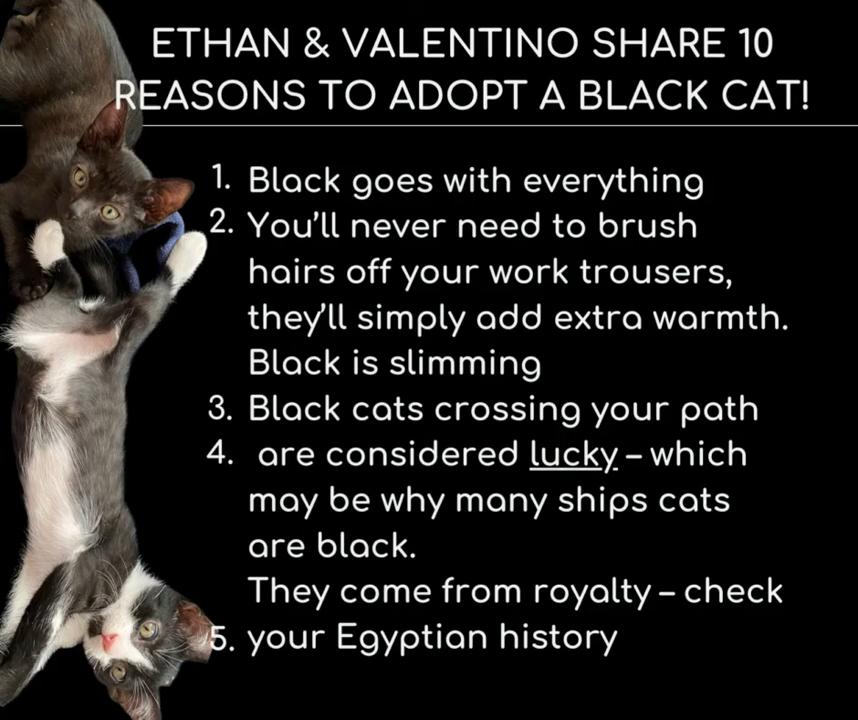 ETHAN & VALENTINO SHARE 10
REASONS TO ADOPT A BLACK CAT!
1. Black goes with everything
2. You'll never need to brush
hairs off your work trousers,
they'll simply add extra warmth.
Black is slimming
3. Black cats crossing your path
4. are considered lucky – which
may be why many ships cats
are black.
They come from royalty – check
5. your Egyptian history